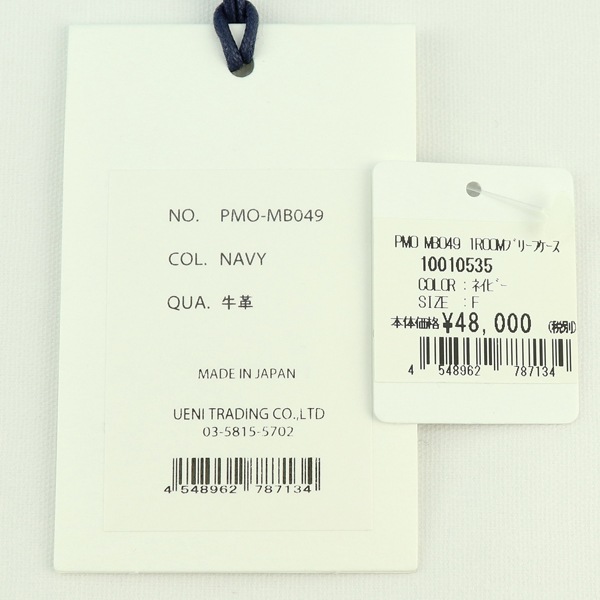 NO. PMO-MB049
COL. NAVY
QUA. 牛革
MADE IN JAPAN
UENI TRADING CO.,LTD
03-5815-5702
4 548962 787134
PMO MB049 1ROOMブリーフケース
10010535
COLOR : ネイビー
SIZE : F
本体価格 ¥48,000 (税別)
4 548962 787134